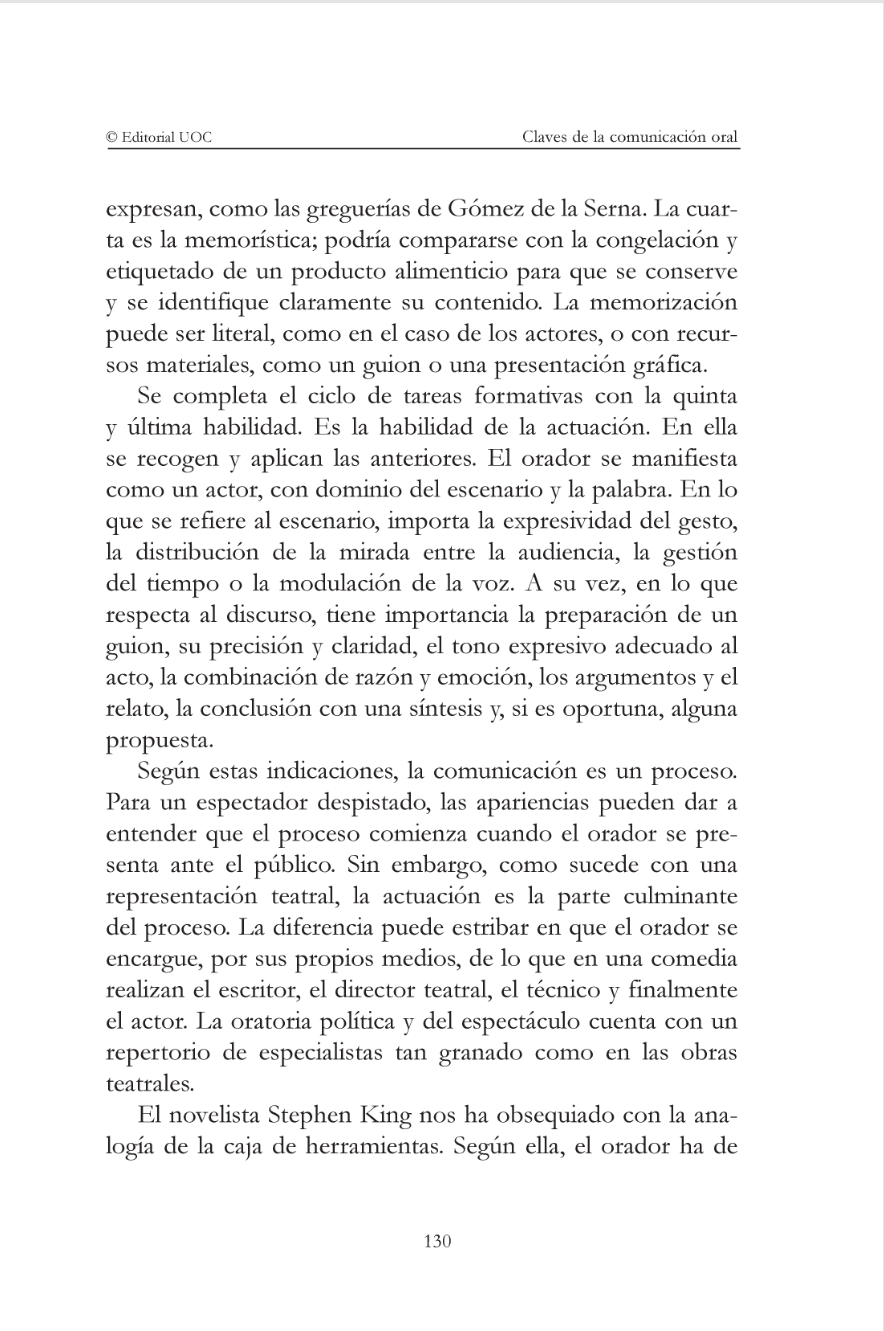 © Editorial UOC Claves de la comunicación oral
expresan, como las greguerías de Gómez de la Serna. La cuar-
ta es la memorística; podría compararse con la congelación y
etiquetado de un producto alimenticio para que se conserve
y se identifique claramente su contenido. La memorización
puede ser literal, como en el caso de los actores, o con recur-
sos materiales, como un guion o una presentación gráfica.
Se completa el ciclo de tareas formativas con la quinta
y última habilidad. Es la habilidad de la actuación. En ella
se recogen y aplican las anteriores. El orador se manifiesta
como un actor, con dominio del escenario y la palabra. En lo
que se refiere al escenario, importa la expresividad del gesto,
la distribución de la mirada entre la audiencia, la gestión
del tiempo o la modulación de la voz. A su vez, en lo que
respecta al discurso, tiene importancia la preparación de un
guion, su precisión y claridad, el tono expresivo adecuado al
acto, la combinación de razón y emoción, los argumentos y el
relato, la conclusión con una síntesis y, si es oportuna, alguna
propuesta.
Según estas indicaciones, la comunicación es un proceso.
Para un espectador despistado, las apariencias pueden dar a
entender que el proceso comienza cuando el orador se pre-
senta ante el público. Sin embargo, como sucede con una
representación teatral, la actuación es la parte culminante
del proceso. La diferencia puede estribar en que el orador se
encargue, por sus propios medios, de lo que en una comedia
realizan el escritor, el director teatral, el técnico y finalmente
el actor. La oratoria política y del espectáculo cuenta con un
repertorio de especialistas tan granado como en las obras
teatrales.
El novelista Stephen King nos ha obsequiado con la ana-
logía de la caja de herramientas. Según ella, el orador ha de
130